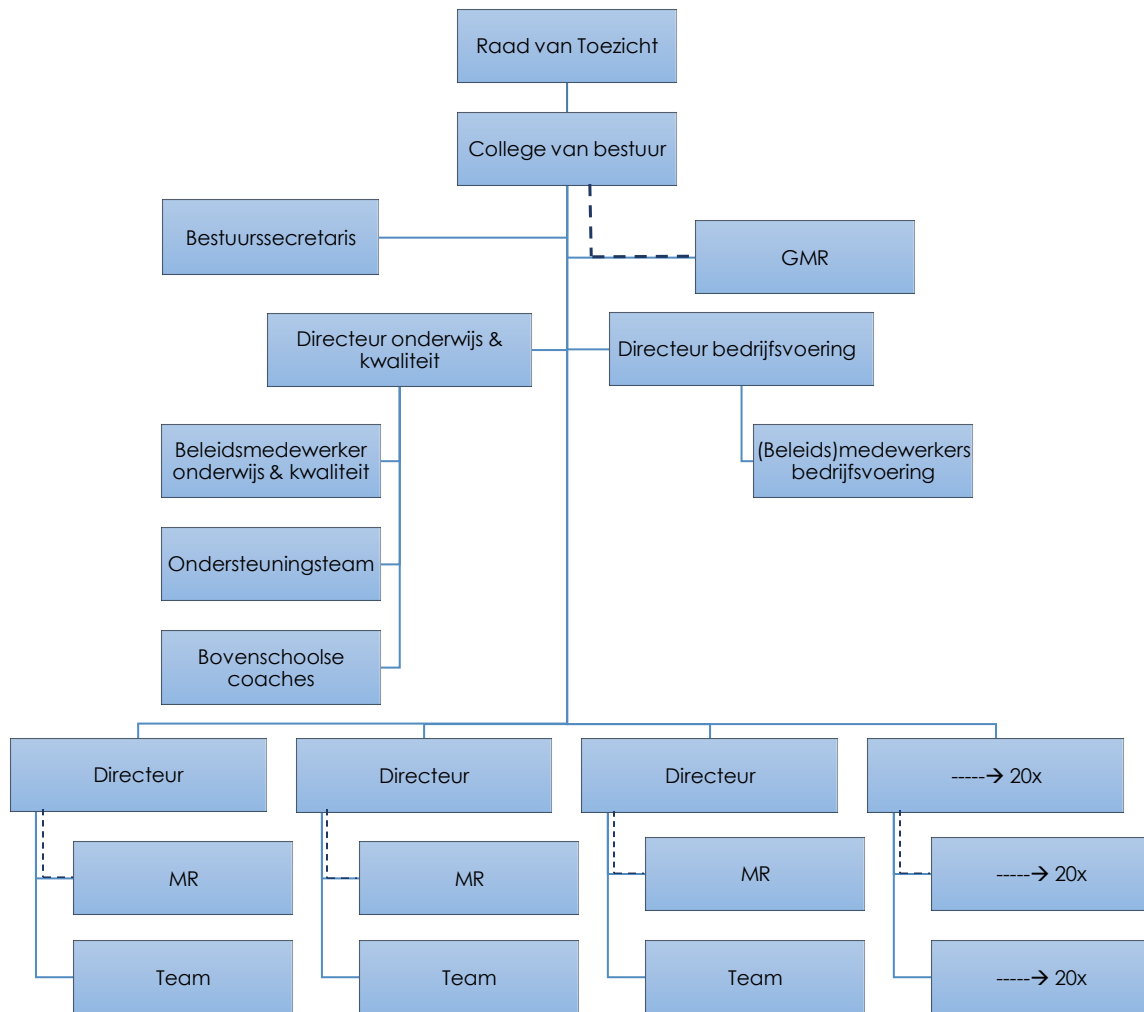 Raad van Toezicht
College van bestuur
Bestuurssecretaris
GMR
Directeur onderwijs &
kwaliteit
Directeur bedrijfsvoering
Beleidsmedewerker
onderwijs & kwaliteit
(Beleids)medewerkers
bedrijfsvoering
Ondersteuningsteam
Bovenschoolse
coaches
Directeur
Directeur
Directeur
-----→ 20x
MR
MR
MR
-----→ 20x
Team
Team
Team
-----→ 20x